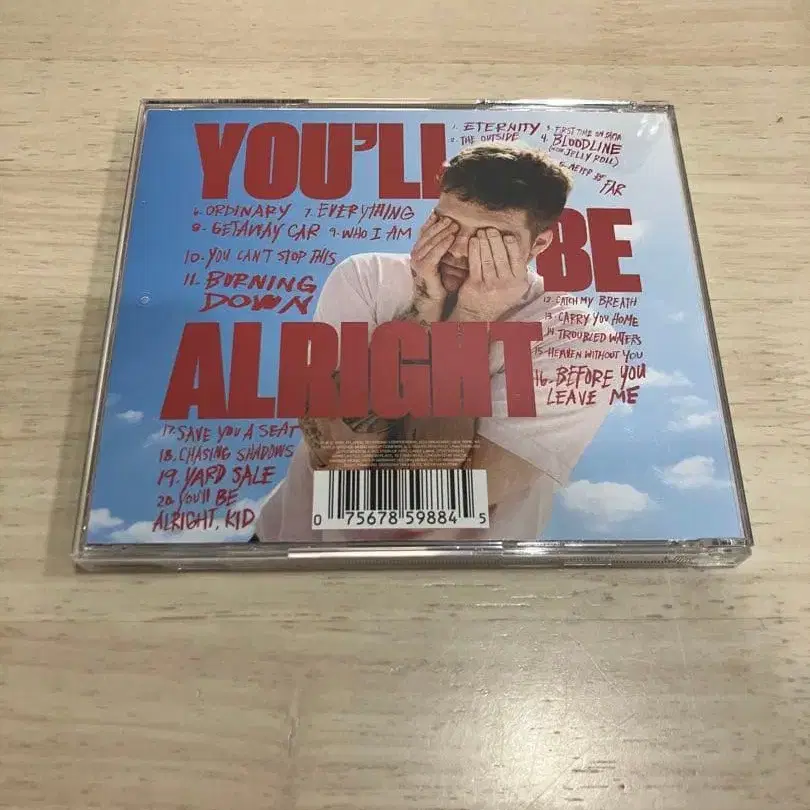 YOU'LL
1. ETERNITY 3. FIRST TIME ON EARTH
2. THE OUTSIDE 4. BLOODLINE
(WITH JELLY ROLL)
5. NEVER BE
FAR
6. ORDINARY 7. EVERYTHING
8. GETAWAY CAR 9. WHO I AM
10. YOU CAN'T STOP THIS
11. BURNING
DOWN
BE
12. CATCH MY BREATH
13. CARRY YOU HOME
14. TROUBLED WATERS
15. HEAVEN WITHOUT YOU
16. BEFORE YOU
LEAVE ME
ALRIGHT
17. SAVE YOU A SEAT
18. CHASING SHADOWS
19. YARD SALE
20. YOU'LL BE
ALRIGHT, KID
0 75678 59884 5